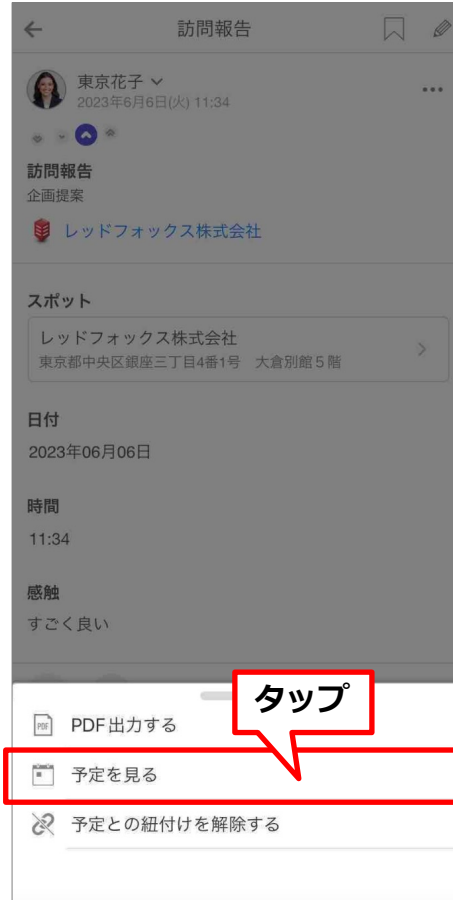 訪問報告
東京花子
2023年6月6日(火) 11:34
訪問報告
企画提案
レッドフォックス株式会社
スポット
レッドフォックス株式会社
東京都中央区銀座三丁目4番1号 大倉別館5階
日付
2023年06月06日
時間
11:34
感触
すごく良い
タップ
PDF
PDF出力する
予定を見る
予定との紐付けを解除する